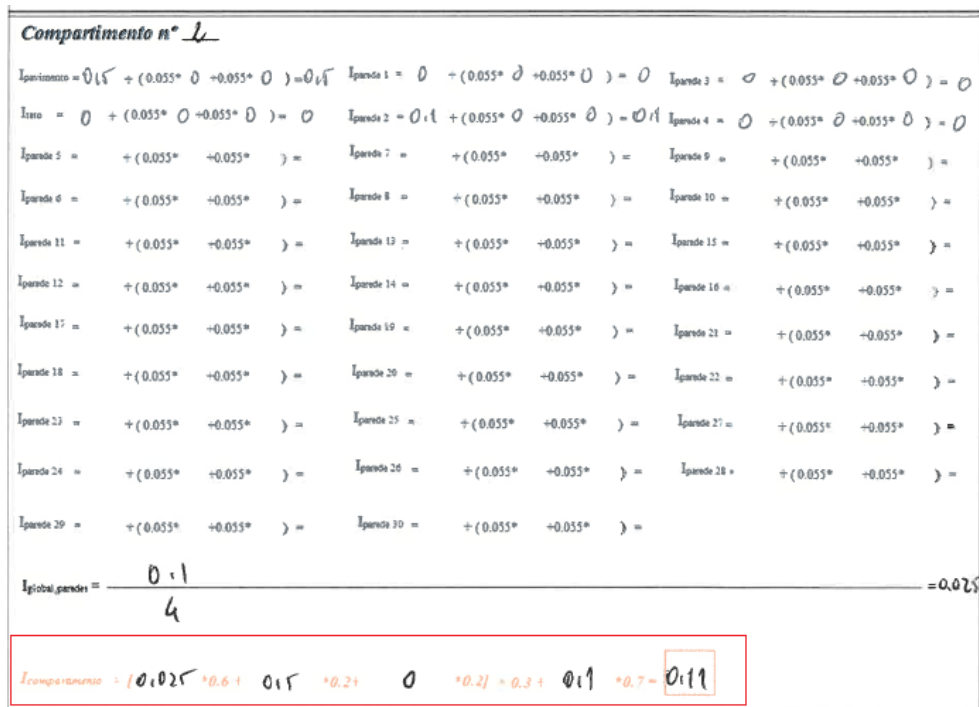 Compartimento nº 4
Ipavimento = 0,5 + ( 0.055* 0 +0.055* 0 ) = 0,5 Iparede 1 = 0 + ( 0.055* 0 +0.055* 0 ) = 0 Iparede 3 = 0 + ( 0.055* 0 +0.055* 0 ) = 0
Iteto = 0 + ( 0.055* 0 +0.055* 0 ) = 0 Iparede 2 = 0,1 + ( 0.055* 0 +0.055* 0 ) = 0,1 Iparede 4 = 0 + ( 0.055* 0 +0.055* 0 ) = 0
Iparede 5 = + ( 0.055* +0.055* ) = Iparede 7 = + ( 0.055* +0.055* ) = Iparede 9 = + ( 0.055* +0.055* ) =
Iparede 6 = + ( 0.055* +0.055* ) = Iparede 8 = + ( 0.055* +0.055* ) = Iparede 10 = + ( 0.055* +0.055* ) =
Iparede 11 = + ( 0.055* +0.055* ) = Iparede 13 = + ( 0.055* +0.055* ) = Iparede 15 = + ( 0.055* +0.055* ) =
Iparede 12 = + ( 0.055* +0.055* ) = Iparede 14 = + ( 0.055* +0.055* ) = Iparede 16 = + ( 0.055* +0.055* ) =
Iparede 17 = + ( 0.055* +0.055* ) = Iparede 19 = + ( 0.055* +0.055* ) = Iparede 21 = + ( 0.055* +0.055* ) =
Iparede 18 = + ( 0.055* +0.055* ) = Iparede 20 = + ( 0.055* +0.055* ) = Iparede 22 = + ( 0.055* +0.055* ) =
Iparede 23 = + ( 0.055* +0.055* ) = Iparede 25 = + ( 0.055* +0.055* ) = Iparede 27 = + ( 0.055* +0.055* ) =
Iparede 24 = + ( 0.055* +0.055* ) = Iparede 26 = + ( 0.055* +0.055* ) = Iparede 28 = + ( 0.055* +0.055* ) =
Iparede 29 = + ( 0.055* +0.055* ) = Iparede 30 = + ( 0.055* +0.055* ) =
0.1
Iglobal,paredes = = 0,025
4
Icompartimento = [ 0,025 *0.6 + 0,5 *0.2 + 0 *0.2] * 0.3 + 0,1 *0.7 = 0,11